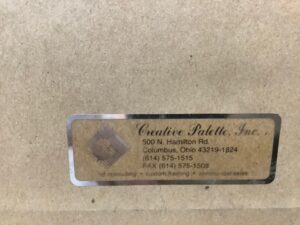 Creative Palette, Inc.
500 N. Hamilton Rd.
Columbus, Ohio 43219-1824
(614) 575-1515
FAX (614) 575-1508
art consulting • custom framing • commercial sales